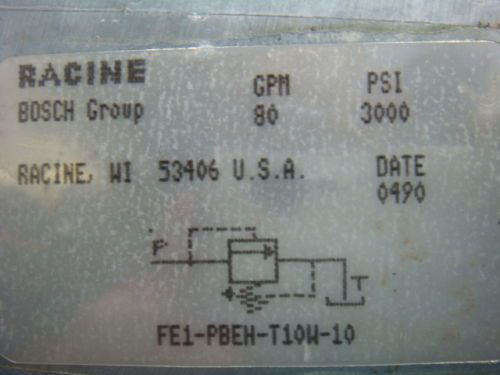 RACINE GPM PSI
BOSCH Group 80 3000
RACINE, WI 53406 U.S.A. DATE
0490
P
T
FE1-PBEH-T10W-10